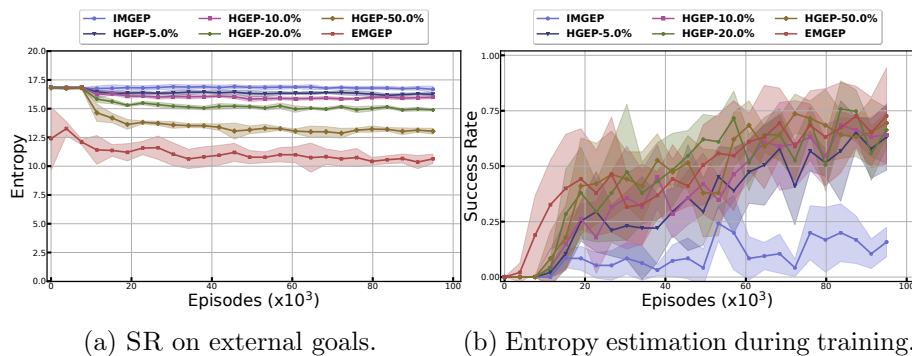 IMGEP
HGEP-10.0%
HGEP-50.0%
HGEP-5.0%
HGEP-20.0%
EMGEP
20.0
17.5
15.0
12.5
10.0
7.5
5.0
2.5
0.0
Entropy
0
20
40
60
80
100
Episodes (x10³)
(a) SR on external goals.
IMGEP
HGEP-10.0%
HGEP-50.0%
HGEP-5.0%
HGEP-20.0%
EMGEP
1.00
0.75
0.50
0.25
0.00
Success Rate
0
20
40
60
80
100
Episodes (x10³)
(b) Entropy estimation during training.